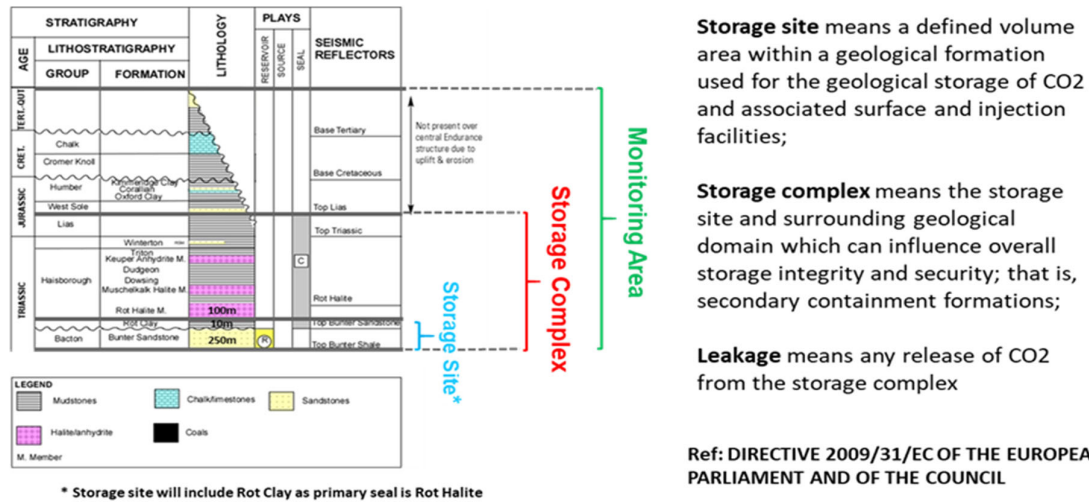 STRATIGRAPHY
PLAYS
AGE
LITHOSTRATIGRAPHY
LITHOLOGY
RESERVOIR
SOURCE
SEAL
SEISMIC
REFLECTORS
GROUP
FORMATION
TERT.-QUT
CRET.
JURASSIC
TRIASSIC
Chalk
Cromer Knoll
Humber
Kimmeridge Clay
Corallian
Oxford Clay
West Sole
Lias
Winterton
Triton
Keuper Anhydrite M.
Haisborough
Dudgeon
Dowsing
Muschelkalk Halite M.
Rot Halite M.
100m
Rot Clay
10m
Bacton
Bunter Sandstone
250m
R
C
Base Tertiary
Base Cretaceous
Top Lias
Top Triassic
Rot Halite
Top Bunter Sandstone
Top Bunter Shale
Not present over
central Endurance
structure due to
uplift & erosion
Storage Site*
Storage Complex
Monitoring Area
LEGEND
Mudstones
Chalk/limestones
Sandstones
Halite/anhydrite
Coals
M. Member
* Storage site will include Rot Clay as primary seal is Rot Halite
Storage site means a defined volume
area within a geological formation
used for the geological storage of CO2
and associated surface and injection
facilities;
Storage complex means the storage
site and surrounding geological
domain which can influence overall
storage integrity and security; that is,
secondary containment formations;
Leakage means any release of CO2
from the storage complex
Ref: DIRECTIVE 2009/31/EC OF THE EUROPEA
PARLIAMENT AND OF THE COUNCIL